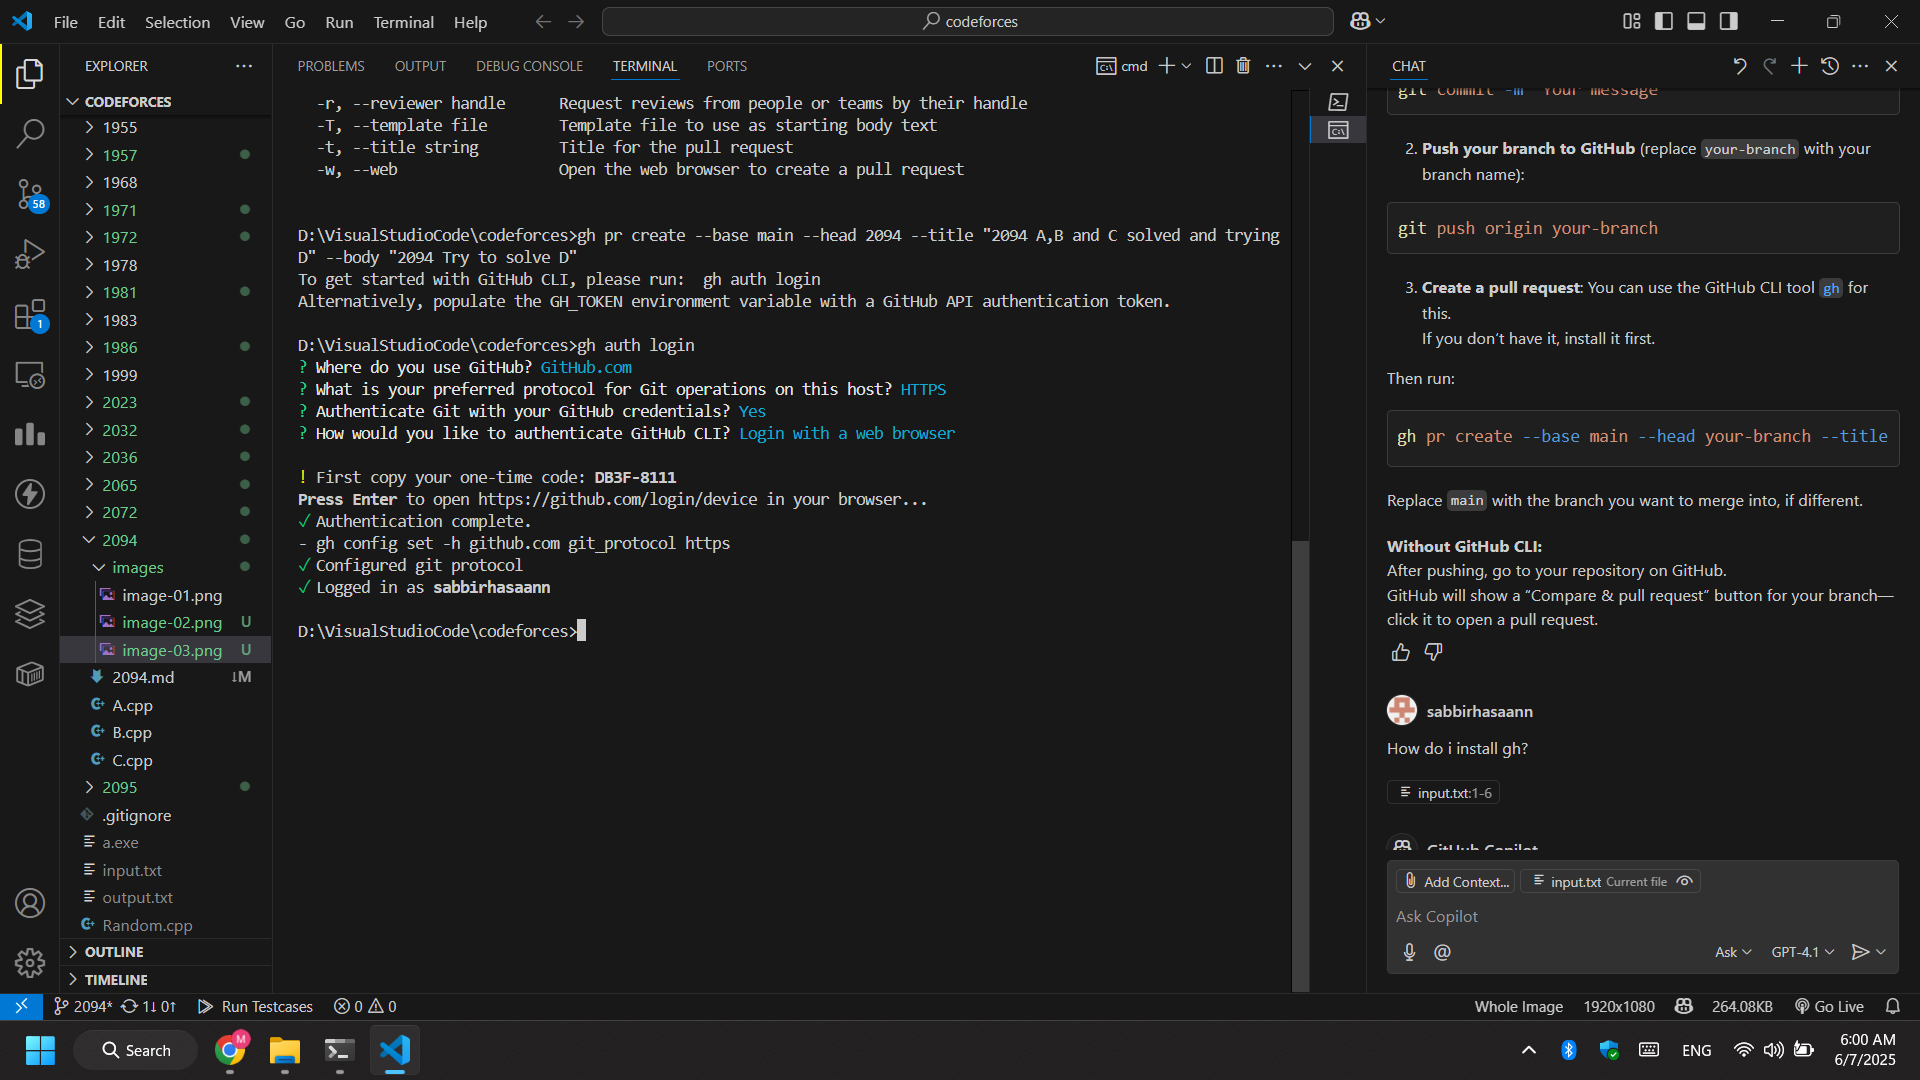 File Edit Selection View Go Run Terminal Help
codeforces
EXPLORER
CODEFORCES
1955
1957
1968
1971
1972
1978
1981
1983
1986
1999
2023
2032
2036
2065
2072
2094
images
image-01.png
image-02.png U
image-03.png U
2094.md ↓M
A.cpp
B.cpp
C.cpp
2095
.gitignore
a.exe
input.txt
output.txt
Random.cpp
OUTLINE
TIMELINE
58
1
PROBLEMS OUTPUT DEBUG CONSOLE TERMINAL PORTS
cmd
-r, --reviewer handle Request reviews from people or teams by their handle
-T, --template file Template file to use as starting body text
-t, --title string Title for the pull request
-w, --web Open the web browser to create a pull request
D:\VisualStudioCode\codeforces>gh pr create --base main --head 2094 --title "2094 A,B and C solved and trying
D" --body "2094 Try to solve D"
To get started with GitHub CLI, please run: gh auth login
Alternatively, populate the GH_TOKEN environment variable with a GitHub API authentication token.
D:\VisualStudioCode\codeforces>gh auth login
? Where do you use GitHub? GitHub.com
? What is your preferred protocol for Git operations on this host? HTTPS
? Authenticate Git with your GitHub credentials? Yes
? How would you like to authenticate GitHub CLI? Login with a web browser
! First copy your one-time code: DB3F-8111
Press Enter to open https://github.com/login/device in your browser...
✓ Authentication complete.
- gh config set -h github.com git_protocol https
✓ Configured git protocol
✓ Logged in as sabbirhasaann
D:\VisualStudioCode\codeforces>
CHAT
git commit -m "Your message"
2. Push your branch to GitHub (replace your-branch with your
branch name):
git push origin your-branch
3. Create a pull request: You can use the GitHub CLI tool gh for
this.
If you don't have it, install it first.
Then run:
gh pr create --base main --head your-branch --title
Replace main with the branch you want to merge into, if different.
Without GitHub CLI:
After pushing, go to your repository on GitHub.
GitHub will show a “Compare & pull request” button for your branch—
click it to open a pull request.
sabbirhasaann
How do i install gh?
input.txt:1-6
GitHub Copilot
Add Context... input.txt Current file
Ask Copilot
@ Ask GPT-4.1
2094* 1↓ 0↑ Run Testcases 0 0
Whole Image 1920x1080 264.08KB Go Live
Search
M
ENG
6:00 AM
6/7/2025